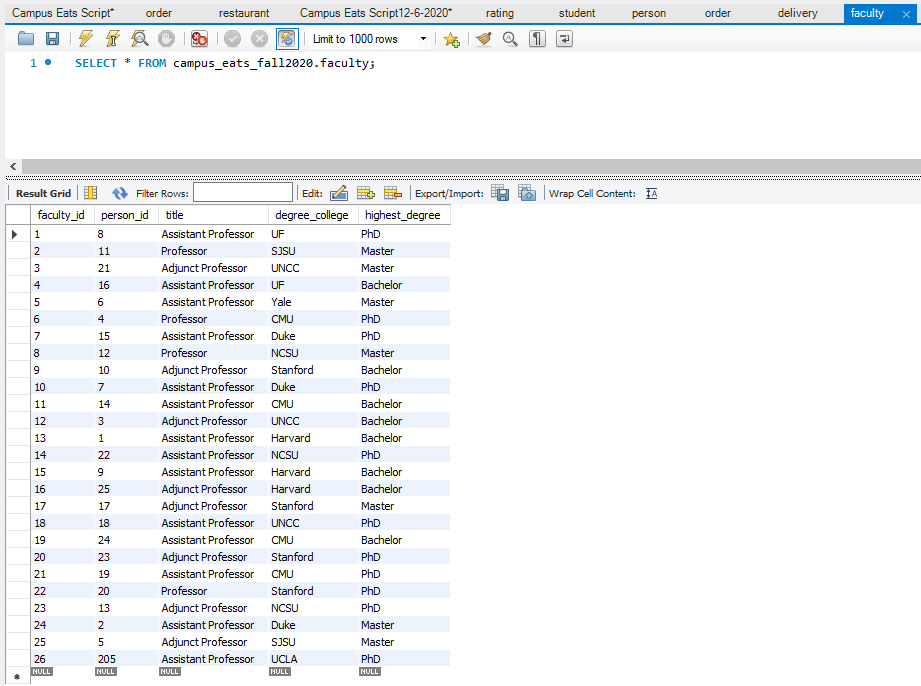 Campus Eats Script* order restaurant Campus Eats Script12-6-2020* rating student person order delivery faculty
Limit to 1000 rows
1 SELECT * FROM campus_eats_fall2020.faculty;
Result Grid Filter Rows: Edit: Export/Import: Wrap Cell Content:
faculty_id person_id title degree_college highest_degree
1 8 Assistant Professor UF PhD
2 11 Professor SJSU Master
3 21 Adjunct Professor UNCC Master
4 16 Assistant Professor UF Bachelor
5 6 Assistant Professor Yale Master
6 4 Professor CMU PhD
7 15 Assistant Professor Duke PhD
8 12 Professor NCSU Master
9 10 Adjunct Professor Stanford Bachelor
10 7 Assistant Professor Duke PhD
11 14 Assistant Professor CMU Bachelor
12 3 Adjunct Professor UNCC Bachelor
13 1 Assistant Professor Harvard Bachelor
14 22 Assistant Professor NCSU PhD
15 9 Assistant Professor Harvard Bachelor
16 25 Adjunct Professor Harvard Bachelor
17 17 Adjunct Professor Stanford Master
18 18 Assistant Professor UNCC PhD
19 24 Assistant Professor CMU Bachelor
20 23 Adjunct Professor Stanford PhD
21 19 Assistant Professor CMU PhD
22 20 Professor Stanford PhD
23 13 Adjunct Professor NCSU PhD
24 2 Assistant Professor Duke Master
25 5 Adjunct Professor SJSU Master
26 205 Assistant Professor UCLA PhD
NULL NULL NULL NULL NULL